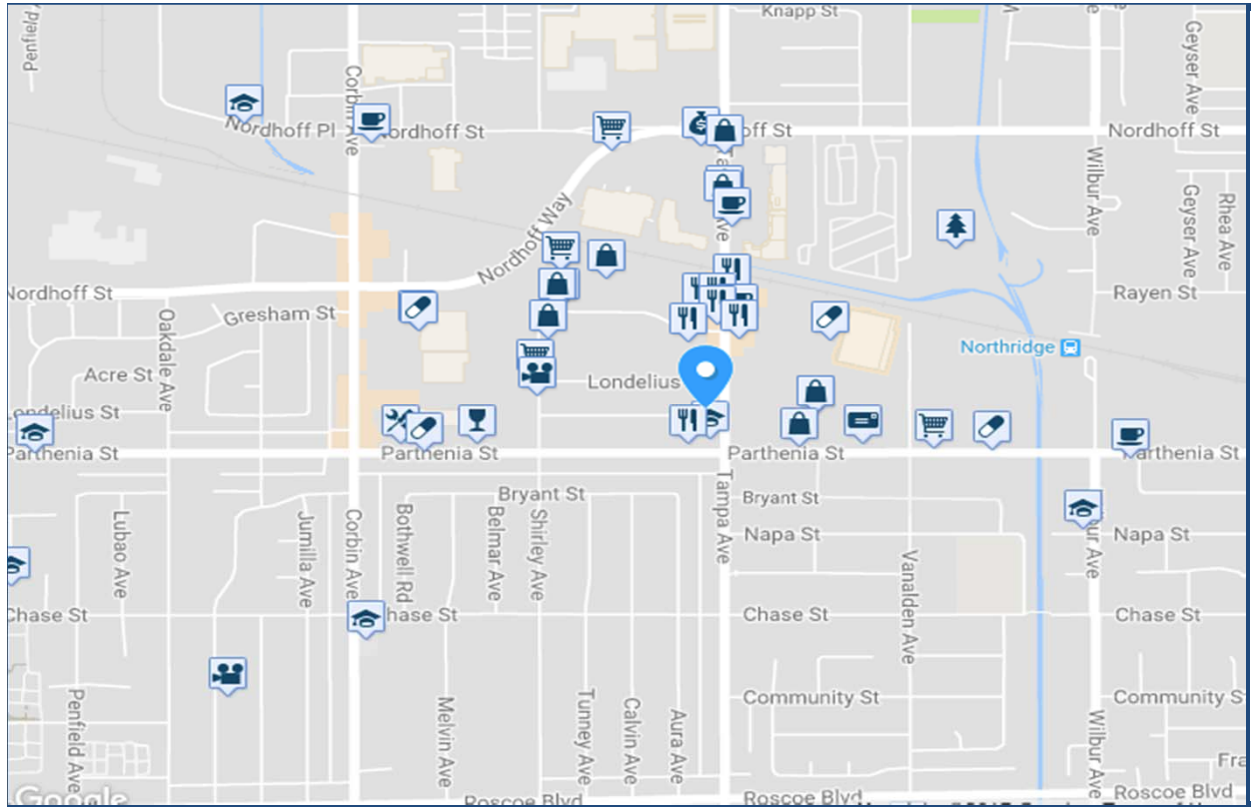 Knapp St
Penfield
Geyser Ave
Corbin Ave
Nordhoff Pl
Nordhoff St
off St
Nordhoff St
Wilbur Ave
Geyser Ave
Rhea Ave
Nordhoff Way
Nordhoff St
Rayen St
Gresham St
Oakdale Ave
Northridge
Acre St
Londelius
Londelius St
Parthenia St
Parthenia St
Parthenia St
Parthenia St
Tampa Ave
Bryant St
Bryant St
Lubao Ave
Jumilla Ave
Corbin Ave
Bothwell Rd
Belmar Ave
Shirley Ave
Napa St
Napa St
Vanalden Ave
Chase St
hase St
Chase St
Chase St
Penfield Ave
Melvin Ave
Tunney Ave
Calvin Ave
Aura Ave
Community St
Community S
Wilbur Ave
Fra
Google
Roscoe Blvd
Roscoe Blvd
Roscoe Blvd